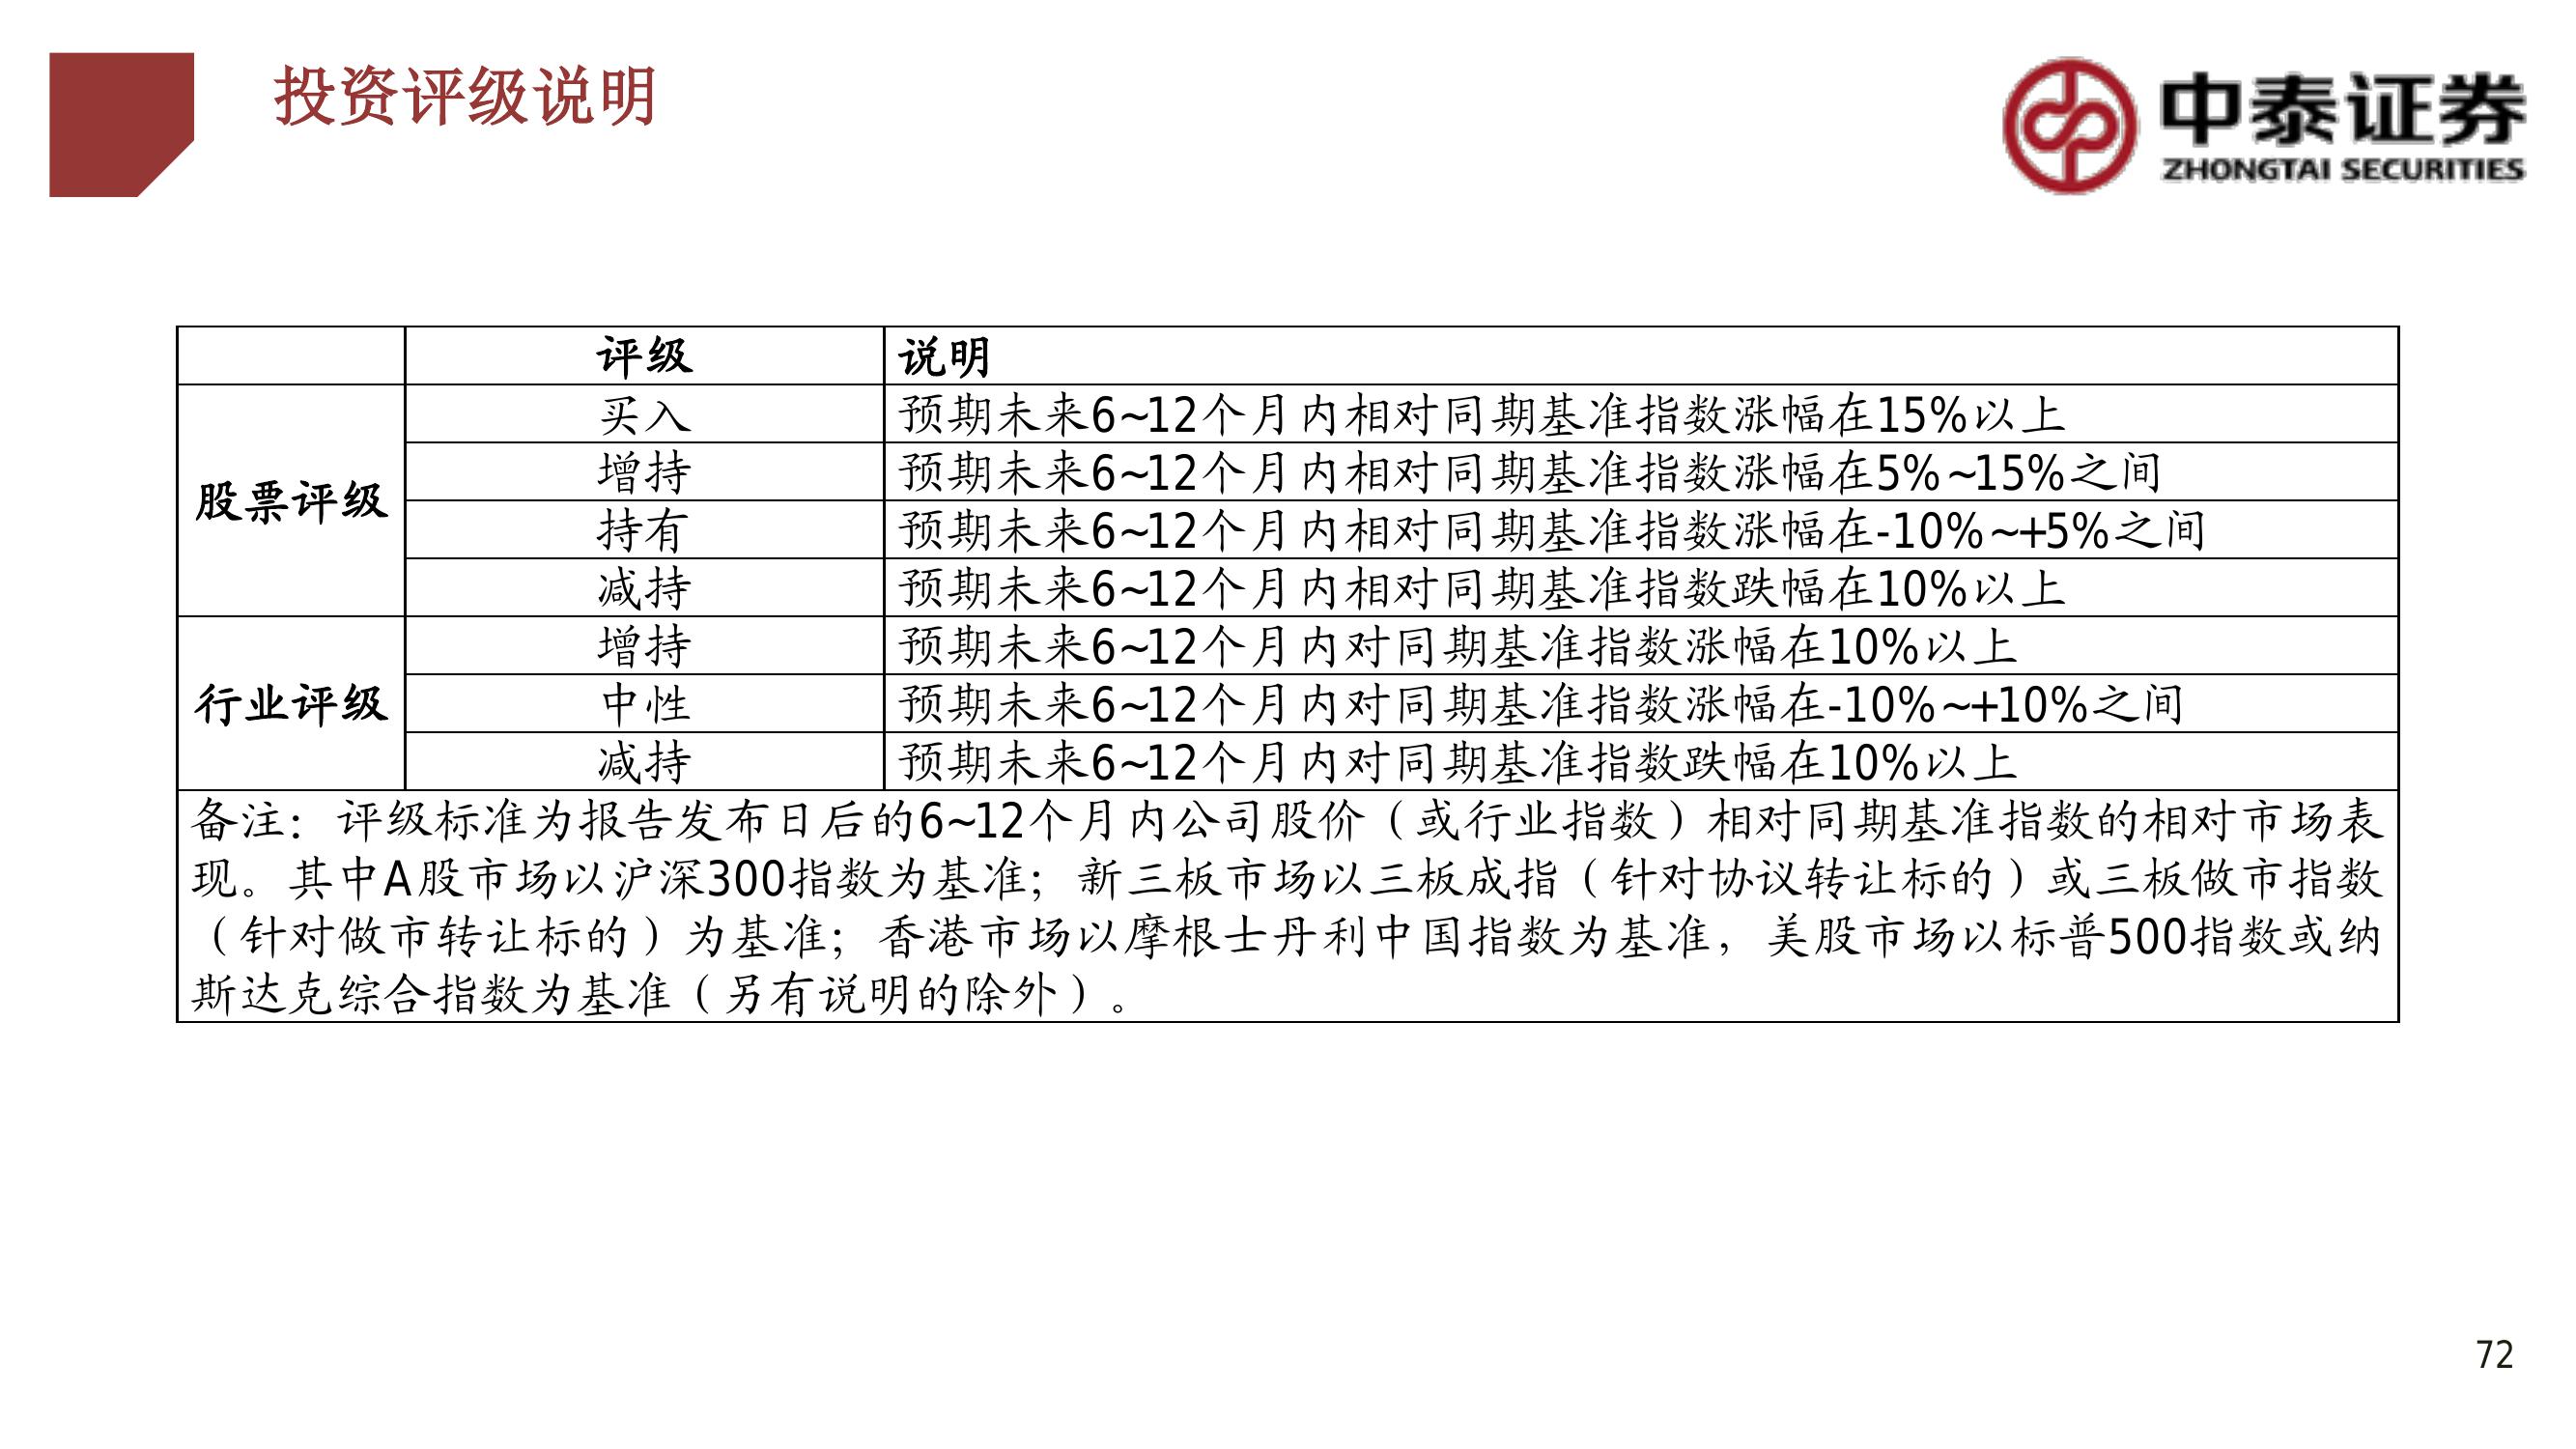 投资评级说明
中泰证券
ZHONGTAI SECURITIES
评级 说明
股票评级
买入 预期未来6~12个月内相对同期基准指数涨幅在15%以上
增持 预期未来6~12个月内相对同期基准指数涨幅在5%~15%之间
持有 预期未来6~12个月内相对同期基准指数涨幅在-10%~+5%之间
减持 预期未来6~12个月内相对同期基准指数跌幅在10%以上
行业评级
增持 预期未来6~12个月内对同期基准指数涨幅在10%以上
中性 预期未来6~12个月内对同期基准指数涨幅在-10%~+10%之间
减持 预期未来6~12个月内对同期基准指数跌幅在10%以上
备注：评级标准为报告发布日后的6~12个月内公司股价（或行业指数）相对同期基准指数的相对市场表
现。其中A股市场以沪深300指数为基准；新三板市场以三板成指（针对协议转让标的）或三板做市指数
（针对做市转让标的）为基准；香港市场以摩根士丹利中国指数为基准，美股市场以标普500指数或纳
斯达克综合指数为基准（另有说明的除外）。
72